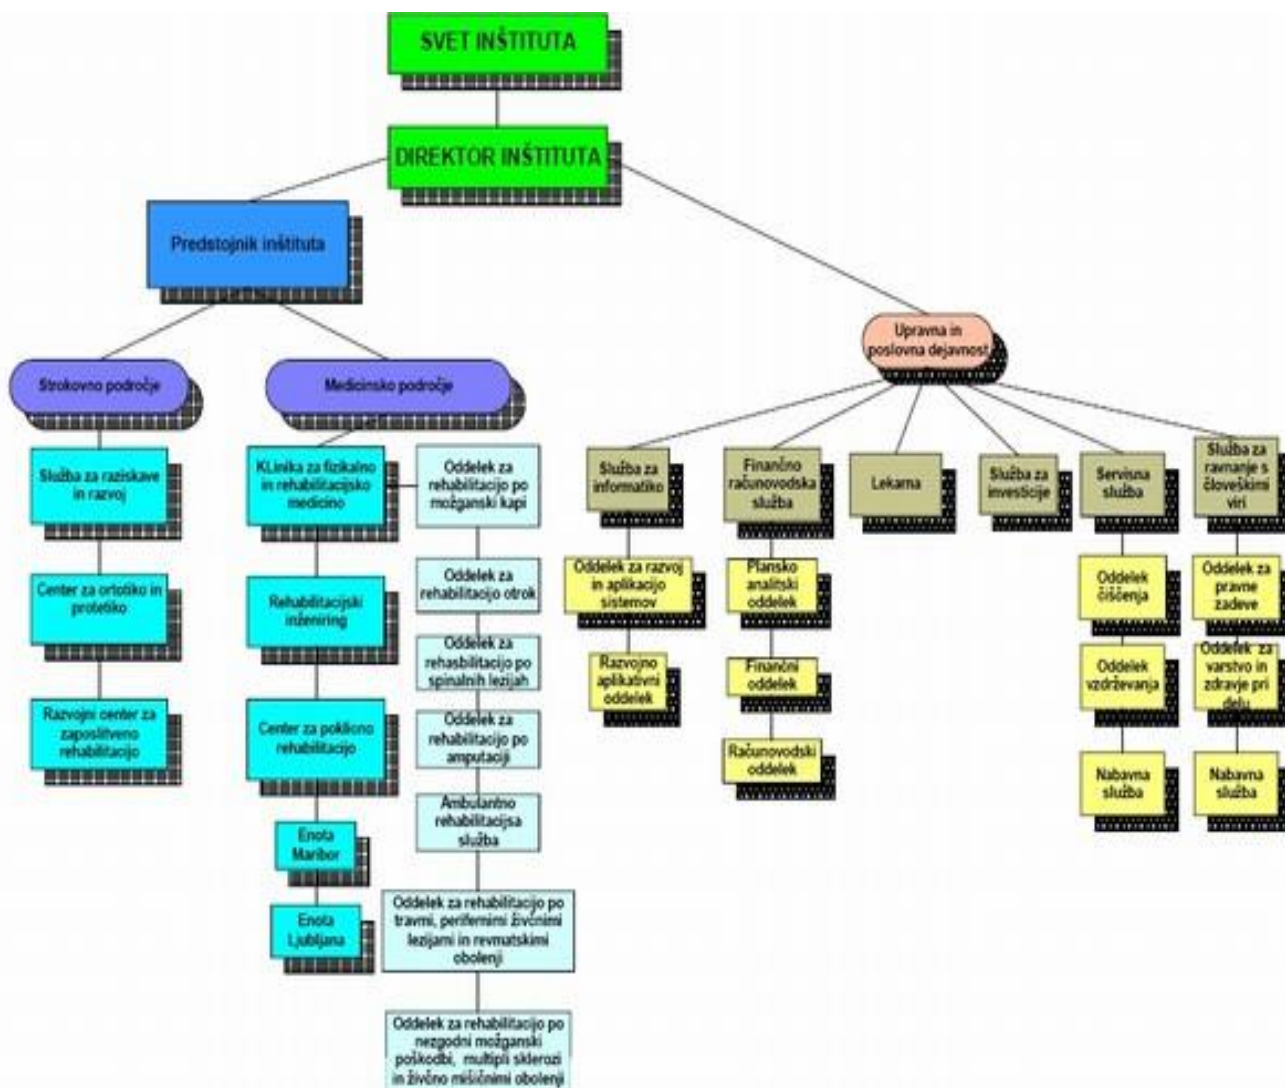 SVET INŠTITUTA
DIREKTOR INŠTITUTA
Predstojnik inštituta
Upravna in
poslovna dejavnost
Strokovno področje
Medicinsko področje
Služba za raziskave
in razvoj
Center za ortotiko in
protetiko
Razvojni center za
zaposlitveno
rehabilitacijo
KLinika za fizikalno
in rehabilitacijsko
medicino
Rehabilitacijski
inženiring
Center za poklicno
rehabilitacijo
Enota
Maribor
Enota
Ljubljana
Oddelek za
rehabilitacijo po
možganski kapi
Oddelek za
rehabilitacijo otrok
Oddelek za
rehasbilitacijo po
spinalnih lezijah
Oddelek za
rehabilitacijo po
amputaciji
Ambulantno
rehabilitacijsa
služba
Oddelek za rehabilitacijo po
travmi, perifernimi živčnimi
lezijami in revmatskimi
obolenji
Oddelek za rehabilitacijo po
nezgodni možganski
poškodbi, multipli sklerozi
in živčno mišičnimi obolenji
Služba za
informatiko
Oddelek za razvoj
in aplikacijo
sistemov
Razvojno
aplikativni
oddelek
Finančno
računovodska
služba
Plansko
analitski
oddelek
Finančni
oddelek
Računovodski
oddelek
Lekarna
Služba za
investicije
Servisna
služba
Oddelek
čiščenja
Oddelek
vzdrževanja
Nabavna
služba
Služba za
ravnanje s
človeškimi
viri
Oddelek za
pravne
zadeve
Oddelek za
varstvo in
zdravje pri
delu
Nabavna
služba